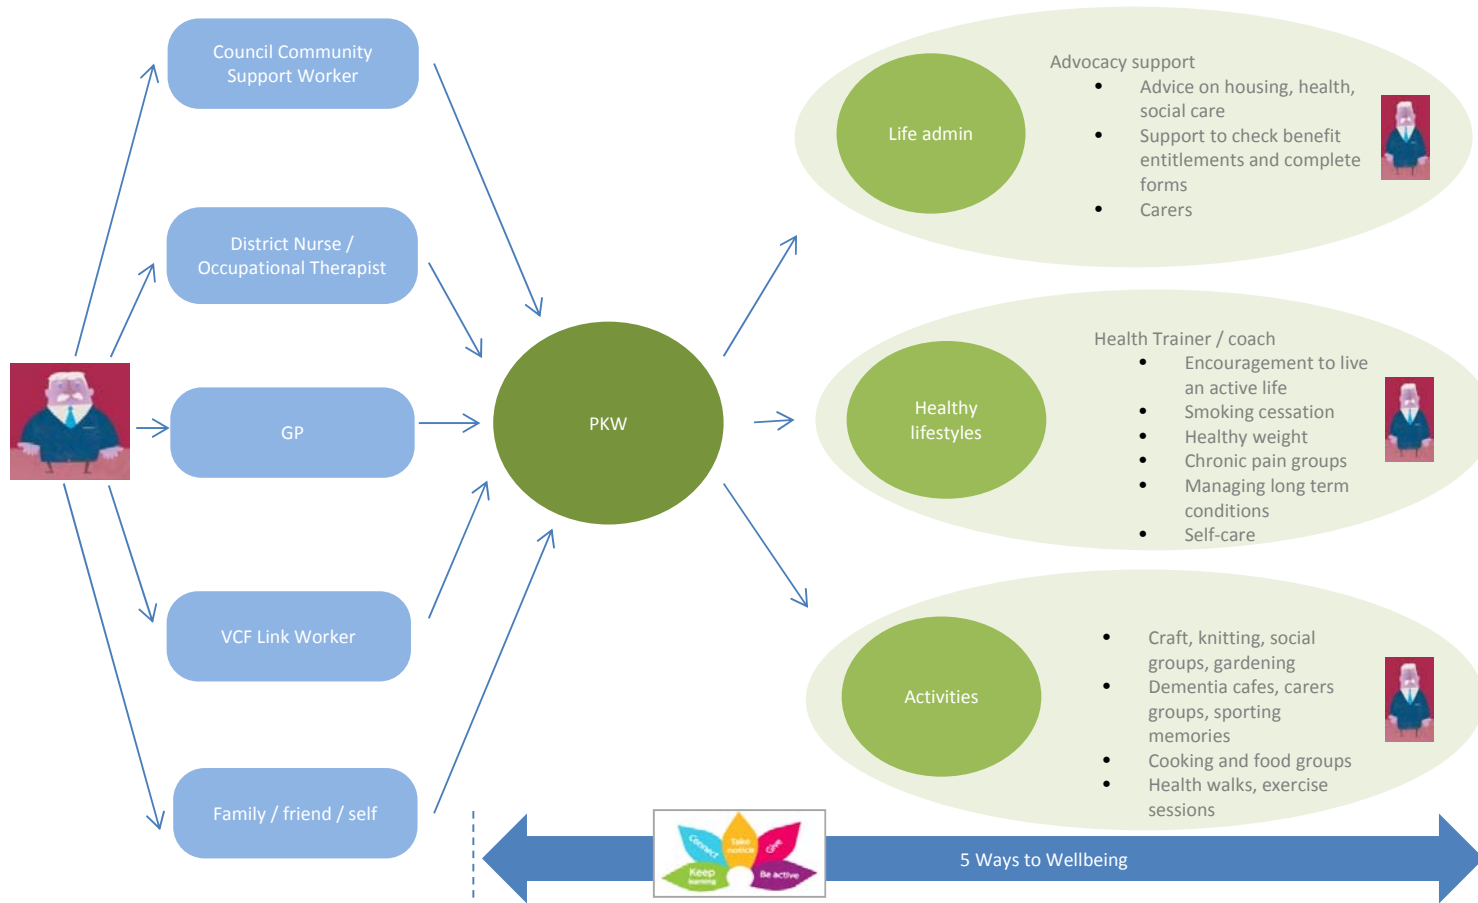 Council Community
Support Worker
District Nurse /
Occupational Therapist
GP
VCF Link Worker
Family / friend / self
PKW
Life admin
Advocacy support
• Advice on housing, health,
social care
• Support to check benefit
entitlements and complete
forms
• Carers
Healthy
lifestyles
Health Trainer / coach
• Encouragement to live
an active life
• Smoking cessation
• Healthy weight
• Chronic pain groups
• Managing long term
conditions
• Self-care
Activities
• Craft, knitting, social
groups, gardening
• Dementia cafes, carers
groups, sporting
memories
• Cooking and food groups
• Health walks, exercise
sessions
Connect
Take
notice
Give
Keep
learning
Be active
5 Ways to Wellbeing